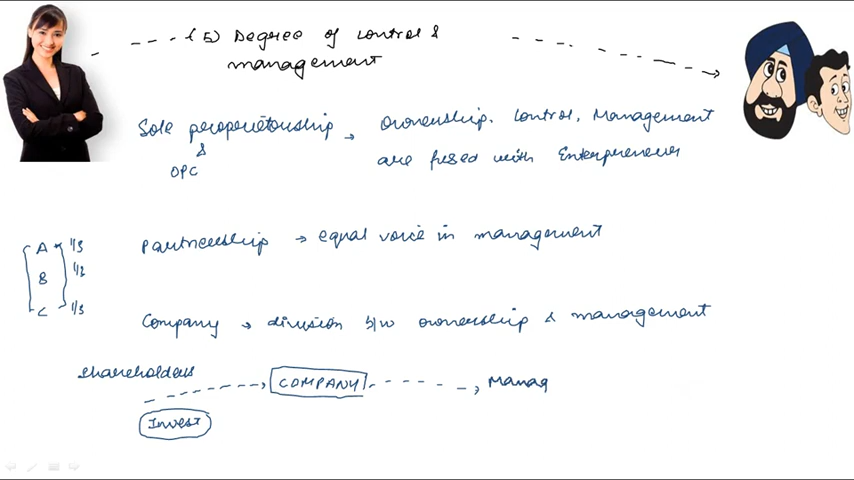 (5) Degree of control &
management
Sole proprietorship → ownership, control, Management
&
OPC
are fused with Enterpreneur
A 1/3
B 1/3
C 1/3
Partnership → equal voice in management
Company → division b/w ownership & management
shareholders
COMPANY
Manag
Invest